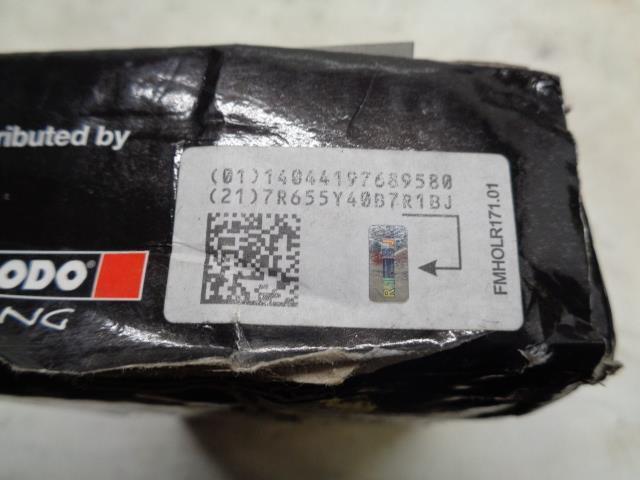 ributed by
(01)14044197689580
(21)7R655Y40B7R1BJ
ODO®
NG
FMHOLR171.01